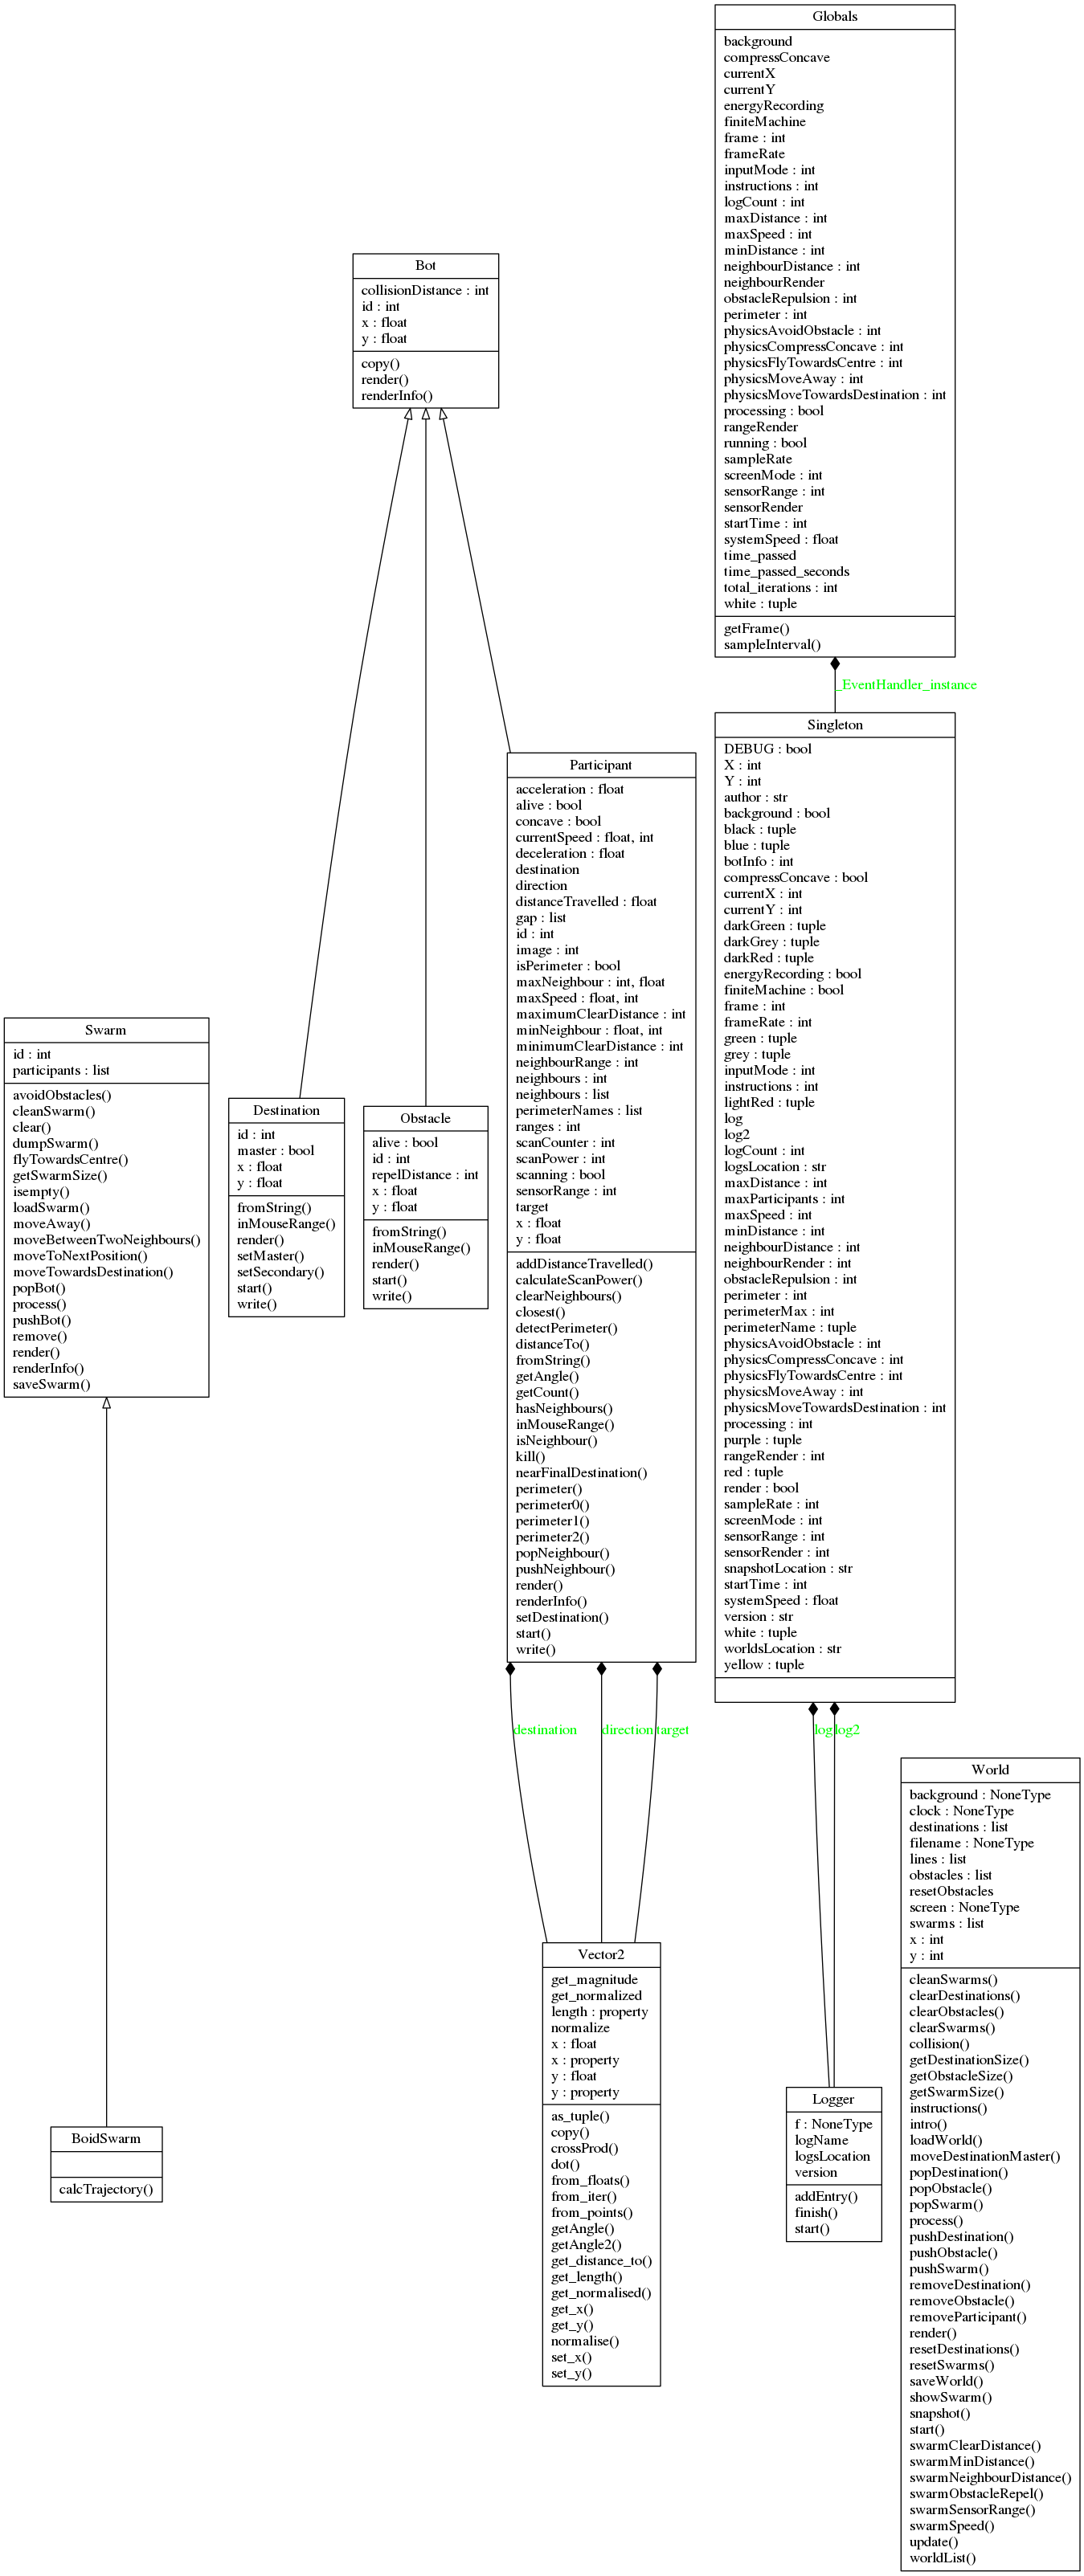 Globals
background
compressConcave
currentX
currentY
energyRecording
finiteMachine
frame : int
frameRate
inputMode : int
instructions : int
logCount : int
maxDistance : int
maxSpeed : int
minDistance : int
neighbourDistance : int
neighbourRender
obstacleRepulsion : int
perimeter : int
physicsAvoidObstacle : int
physicsCompressConcave : int
physicsFlyTowardsCentre : int
physicsMoveAway : int
physicsMoveTowardsDestination : int
processing : bool
rangeRender
running : bool
sampleRate
screenMode : int
sensorRange : int
sensorRender
startTime : int
systemSpeed : float
time_passed
time_passed_seconds
total_iterations : int
white : tuple
getFrame()
sampleInterval()
Bot
collisionDistance : int
id : int
x : float
y : float
copy()
render()
renderInfo()
_EventHandler_instance
Singleton
DEBUG : bool
X : int
Y : int
author : str
background : bool
black : tuple
blue : tuple
botInfo : int
compressConcave : bool
currentX : int
currentY : int
darkGreen : tuple
darkGrey : tuple
darkRed : tuple
energyRecording : bool
finiteMachine : bool
frame : int
frameRate : int
green : tuple
grey : tuple
inputMode : int
instructions : int
lightRed : tuple
log
log2
logCount : int
logsLocation : str
maxDistance : int
maxParticipants : int
maxSpeed : int
minDistance : int
neighbourDistance : int
neighbourRender : int
obstacleRepulsion : int
perimeter : int
perimeterMax : int
perimeterName : tuple
physicsAvoidObstacle : int
physicsCompressConcave : int
physicsFlyTowardsCentre : int
physicsMoveAway : int
physicsMoveTowardsDestination : int
processing : int
purple : tuple
rangeRender : int
red : tuple
render : bool
sampleRate : int
screenMode : int
sensorRange : int
sensorRender : int
snapshotLocation : str
startTime : int
systemSpeed : float
version : str
white : tuple
worldsLocation : str
yellow : tuple
Participant
acceleration : float
alive : bool
concave : bool
currentSpeed : float, int
deceleration : float
destination
direction
distanceTravelled : float
gap : list
id : int
image : int
isPerimeter : bool
maxNeighbour : int, float
maxSpeed : float, int
maximumClearDistance : int
minNeighbour : float, int
minimumClearDistance : int
neighbourRange : int
neighbours : int
neighbours : list
perimeterNames : list
ranges : int
scanCounter : int
scanPower : int
scanning : bool
sensorRange : int
target
x : float
y : float
addDistanceTravelled()
calculateScanPower()
clearNeighbours()
closest()
detectPerimeter()
distanceTo()
fromString()
getAngle()
getCount()
hasNeighbours()
inMouseRange()
isNeighbour()
kill()
nearFinalDestination()
perimeter()
perimeter0()
perimeter1()
perimeter2()
popNeighbour()
pushNeighbour()
render()
renderInfo()
setDestination()
start()
write()
Swarm
id : int
participants : list
avoidObstacles()
cleanSwarm()
clear()
dumpSwarm()
flyTowardsCentre()
getSwarmSize()
isempty()
loadSwarm()
moveAway()
moveBetweenTwoNeighbours()
moveToNextPosition()
moveTowardsDestination()
popBot()
process()
pushBot()
remove()
render()
renderInfo()
saveSwarm()
Destination
id : int
master : bool
x : float
y : float
fromString()
inMouseRange()
render()
setMaster()
setSecondary()
start()
write()
Obstacle
alive : bool
id : int
repelDistance : int
x : float
y : float
fromString()
inMouseRange()
render()
start()
write()
destination
direction
target
log
log2
World
background : NoneType
clock : NoneType
destinations : list
filename : NoneType
lines : list
obstacles : list
resetObstacles
screen : NoneType
swarms : list
x : int
y : int
cleanSwarms()
clearDestinations()
clearObstacles()
clearSwarms()
collision()
getDestinationSize()
getObstacleSize()
getSwarmSize()
instructions()
intro()
loadWorld()
moveDestinationMaster()
popDestination()
popObstacle()
popSwarm()
process()
pushDestination()
pushObstacle()
pushSwarm()
removeDestination()
removeObstacle()
removeParticipant()
render()
resetDestinations()
resetSwarms()
saveWorld()
showSwarm()
snapshot()
start()
swarmClearDistance()
swarmMinDistance()
swarmNeighbourDistance()
swarmObstacleRepel()
swarmSensorRange()
swarmSpeed()
update()
worldList()
Vector2
get_magnitude
get_normalized
length : property
normalize
x : float
x : property
y : float
y : property
as_tuple()
copy()
crossProd()
dot()
from_floats()
from_iter()
from_points()
getAngle()
getAngle2()
get_distance_to()
get_length()
get_normalised()
get_x()
get_y()
normalise()
set_x()
set_y()
Logger
f : NoneType
logName
logsLocation
version
addEntry()
finish()
start()
BoidSwarm
calcTrajectory()